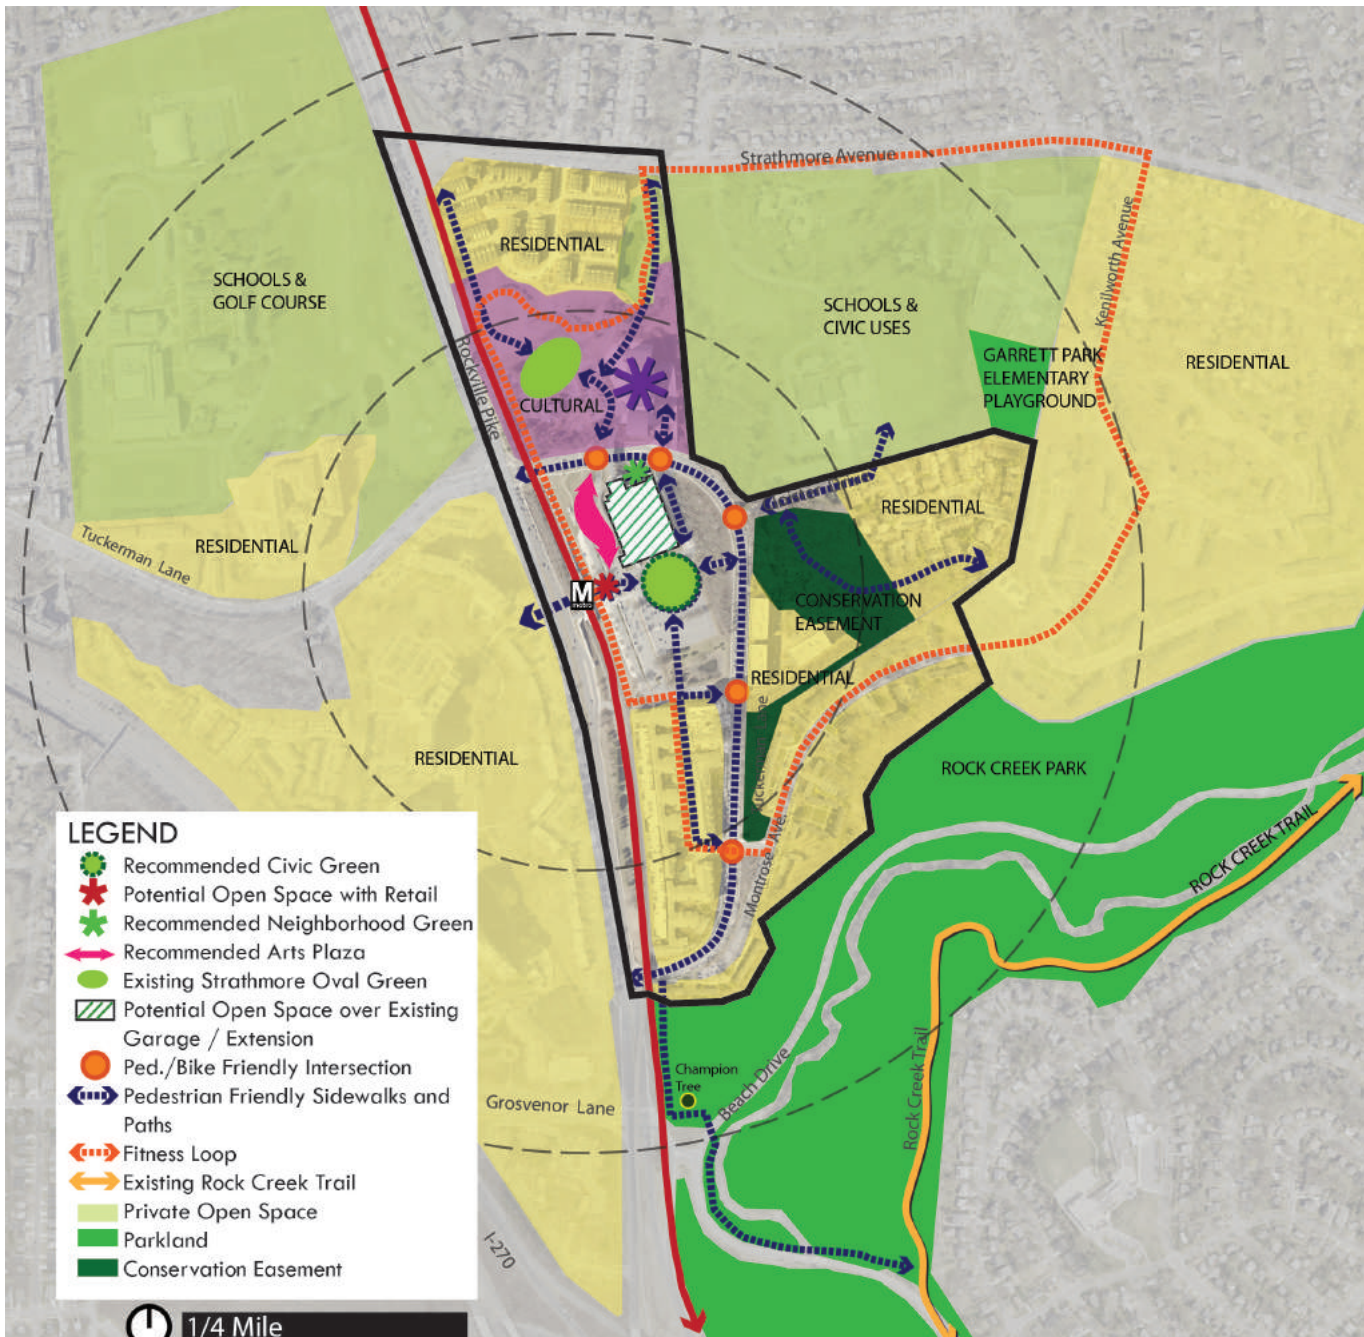 Strathmore Avenue
RESIDENTIAL
SCHOOLS &
GOLF COURSE
Kenilworth Avenue
SCHOOLS &
CIVIC USES
GARRETT PARK
ELEMENTARY
PLAYGROUND
RESIDENTIAL
Rockville Pike
CULTURAL
RESIDENTIAL
RESIDENTIAL
Tuckerman Lane
M
metro
CONSERVATION
EASEMENT
RESIDENTIAL
Tuckerman Lane
RESIDENTIAL
ROCK CREEK PARK
Montrose Ave.
ROCK CREEK TRAIL
Rock Creek Trail
Champion
Tree
Beach Drive
Grosvenor Lane
I-270
LEGEND
Recommended Civic Green
Potential Open Space with Retail
Recommended Neighborhood Green
Recommended Arts Plaza
Existing Strathmore Oval Green
Potential Open Space over Existing
Garage / Extension
Ped./Bike Friendly Intersection
Pedestrian Friendly Sidewalks and
Paths
Fitness Loop
Existing Rock Creek Trail
Private Open Space
Parkland
Conservation Easement
1/4 Mile